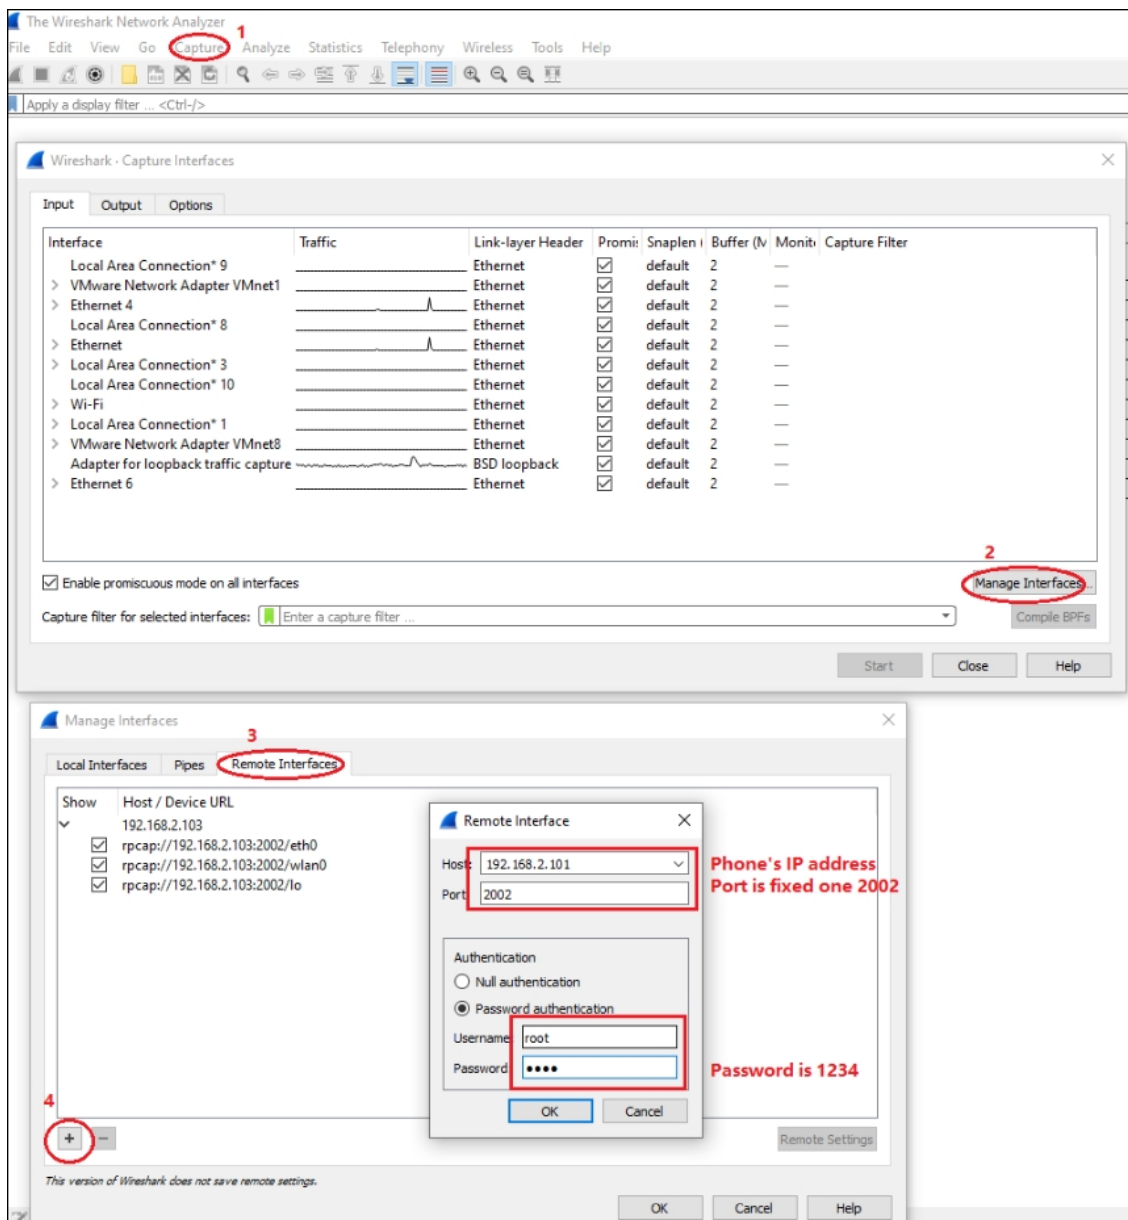 The Wireshark Network Analyzer
1
File Edit View Go Capture Analyze Statistics Telephony Wireless Tools Help
Apply a display filter ... <Ctrl-/>
Wireshark · Capture Interfaces
Input Output Options
Interface Traffic Link-layer Header Promi: Snaplen ( Buffer (M Monit Capture Filter
Local Area Connection* 9 Ethernet default 2 —
VMware Network Adapter VMnet1 Ethernet default 2 —
Ethernet 4 Ethernet default 2 —
Local Area Connection* 8 Ethernet default 2 —
Ethernet Ethernet default 2 —
Local Area Connection* 3 Ethernet default 2 —
Local Area Connection* 10 Ethernet default 2 —
Wi-Fi Ethernet default 2 —
Local Area Connection* 1 Ethernet default 2 —
VMware Network Adapter VMnet8 Ethernet default 2 —
Adapter for loopback traffic capture BSD loopback default 2 —
Ethernet 6 Ethernet default 2 —
2
Enable promiscuous mode on all interfaces Manage Interfaces...
Capture filter for selected interfaces: Enter a capture filter ... Compile BPFs
Start Close Help
Manage Interfaces
3
Local Interfaces Pipes Remote Interfaces
Show Host / Device URL
192.168.2.103
rpcap://192.168.2.103:2002/eth0
rpcap://192.168.2.103:2002/wlan0
rpcap://192.168.2.103:2002/lo
Remote Interface
Host: 192.168.2.101
Port: 2002
Phone's IP address
Port is fixed one 2002
Authentication
Null authentication
Password authentication
Username root
Password ●●●●
Password is 1234
OK Cancel
4
+ − Remote Settings
This version of Wireshark does not save remote settings.
OK Cancel Help